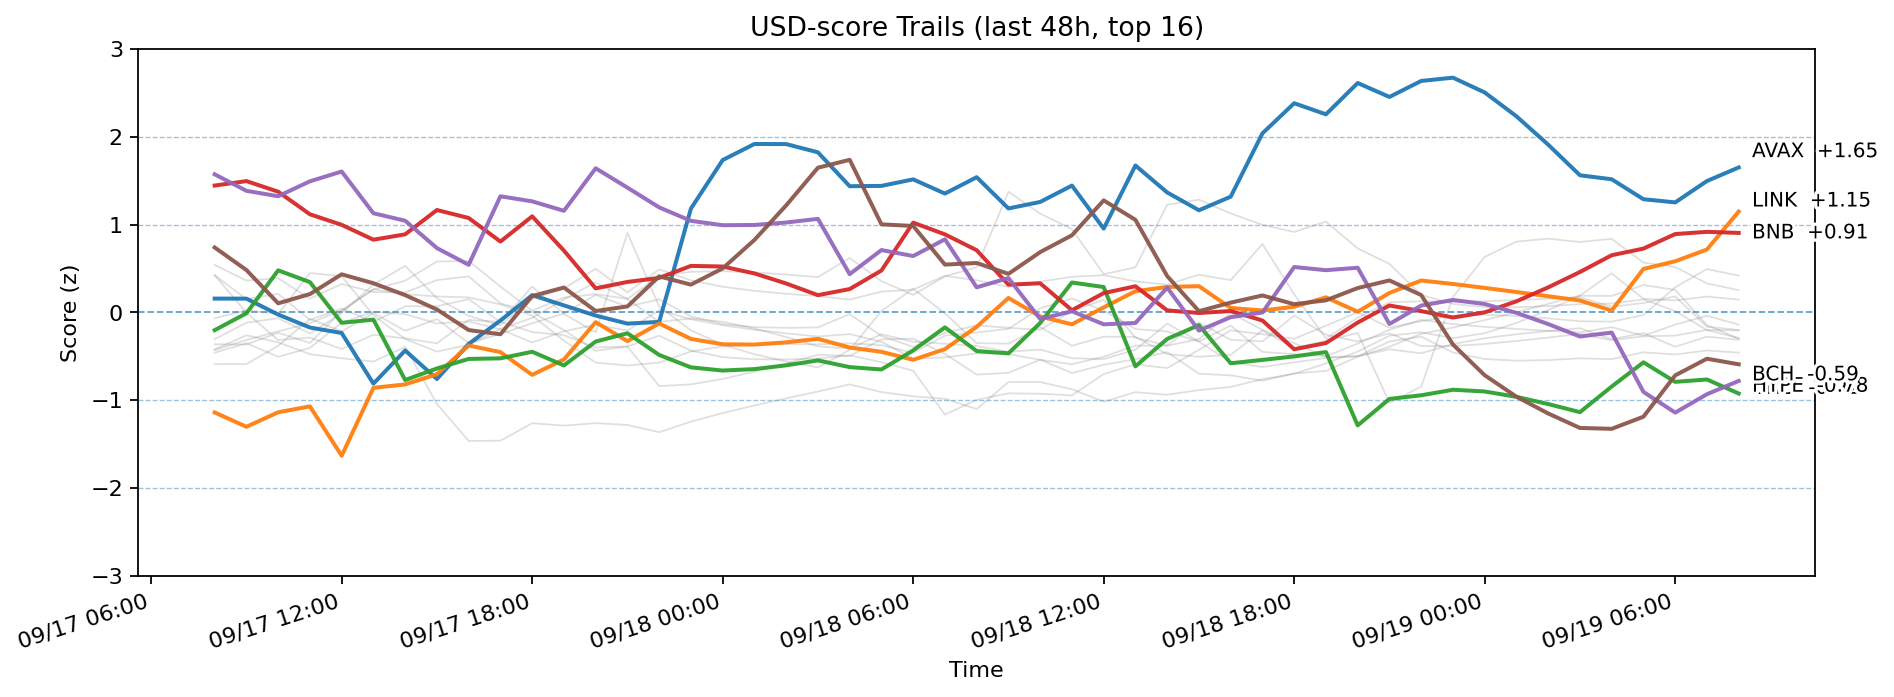 USD-score Trails (last 48h, top 16)
Score (z)
3
2
1
0
−1
−2
−3
AVAX +1.65
LINK +1.15
BNB +0.91
BCH -0.59
HYPE -0.78
09/17 06:00
09/17 12:00
09/17 18:00
09/18 00:00
09/18 06:00
09/18 12:00
09/18 18:00
09/19 00:00
09/19 06:00
Time